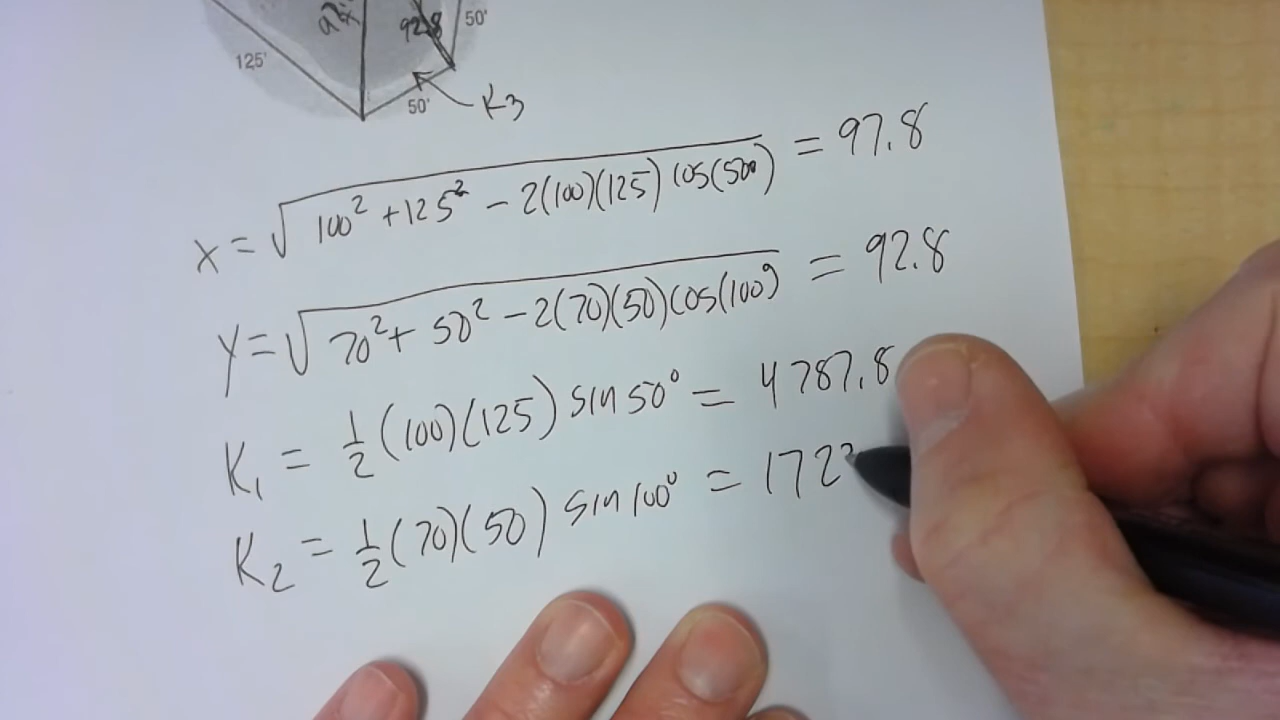 97.8
92.8
50'
125'
50'
K3
x = √100² + 125² - 2(100)(125) cos(50°) = 97.8
y = √70² + 50² - 2(70)(50) cos(100°) = 92.8
K₁ = 1/2 (100)(125) sin 50° = 4787.8
K₂ = 1/2 (70)(50) sin 100° = 172